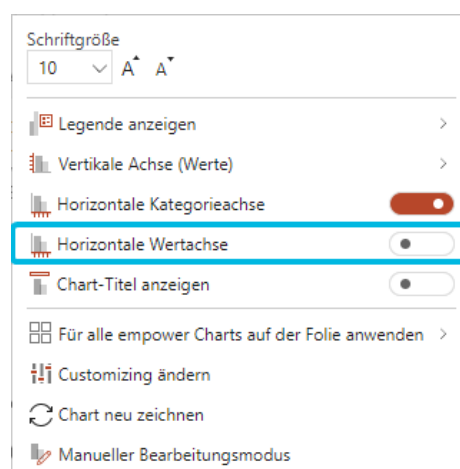 Schriftgröße
10 A A
Legende anzeigen
Vertikale Achse (Werte)
Horizontale Kategorieachse
Horizontale Wertachse
Chart-Titel anzeigen
Für alle empower Charts auf der Folie anwenden
Customizing ändern
Chart neu zeichnen
Manueller Bearbeitungsmodus